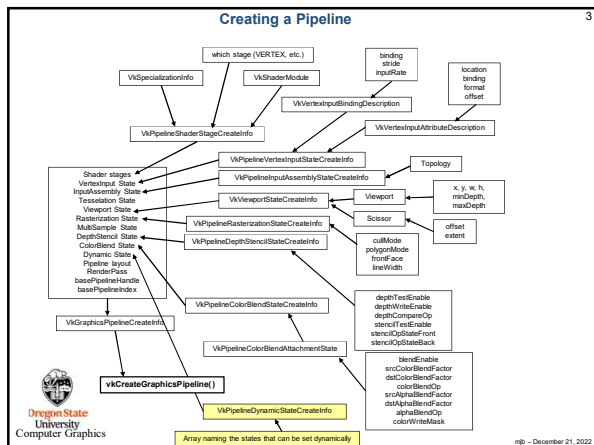 Creating a Pipeline
3
which stage (VERTEX, etc.)
binding
stride
inputRate
location
binding
format
offset
VkSpecializationInfo
VkShaderModule
VkVertexInputBindingDescription
VkPipelineShaderStageCreateInfo
VkVertexInputAttributeDescription
VkPipelineVertexInputStateCreateInfo
Shader stages
VertexInput State
InputAssembly State
Tesselation State
Viewport State
Rasterization State
MultiSample State
DepthStencil State
ColorBlend State
Dynamic State
Pipeline layout
RenderPass
basePipelineHandle
basePipelineIndex
VkPipelineInputAssemblyStateCreateInfo
Topology
VkViewportStateCreateInfo
Viewport
x, y, w, h,
minDepth,
maxDepth
Scissor
offset
extent
VkPipelineRasterizationStateCreateInfo
cullMode
polygonMode
frontFace
lineWidth
VkPipelineDepthStencilStateCreateInfo
depthTestEnable
depthWriteEnable
depthCompareOp
stencilTestEnable
stencilOpStateFront
stencilOpStateBack
VkPipelineColorBlendStateCreateInfo
VkGraphicsPipelineCreateInfo
VkPipelineColorBlendAttachmentState
blendEnable
srcColorBlendFactor
dstColorBlendFactor
colorBlendOp
srcAlphaBlendFactor
dstAlphaBlendFactor
alphaBlendOp
colorWriteMask
vkCreateGraphicsPipeline( )
VkPipelineDynamicStateCreateInfo
Array naming the states that can be set dynamically
Oregon State
University
Computer Graphics
mjb – December 21, 2022